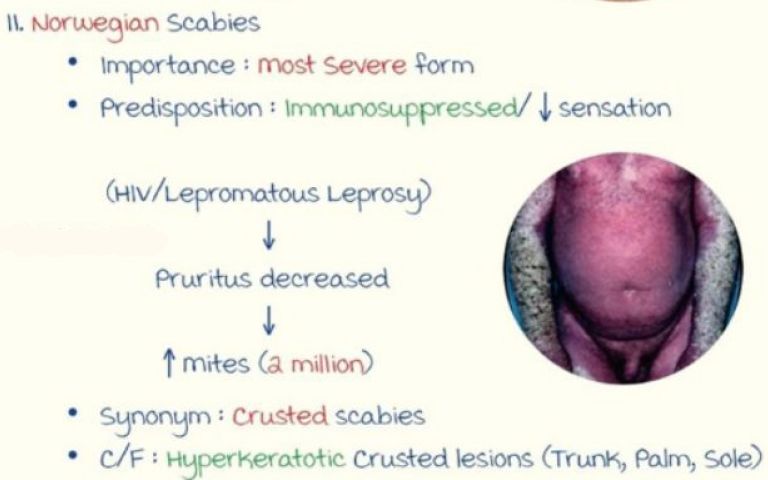 II. Norwegian Scabies
• Importance : most Severe form
• Predisposition : Immunosuppressed/ ↓ sensation
(HIV/Lepromatous Leprosy)
↓
Pruritus decreased
↓
↑ mites (2 million)
• Synonym : Crusted scabies
• C/F : Hyperkeratotic Crusted lesions (Trunk, Palm, Sole)